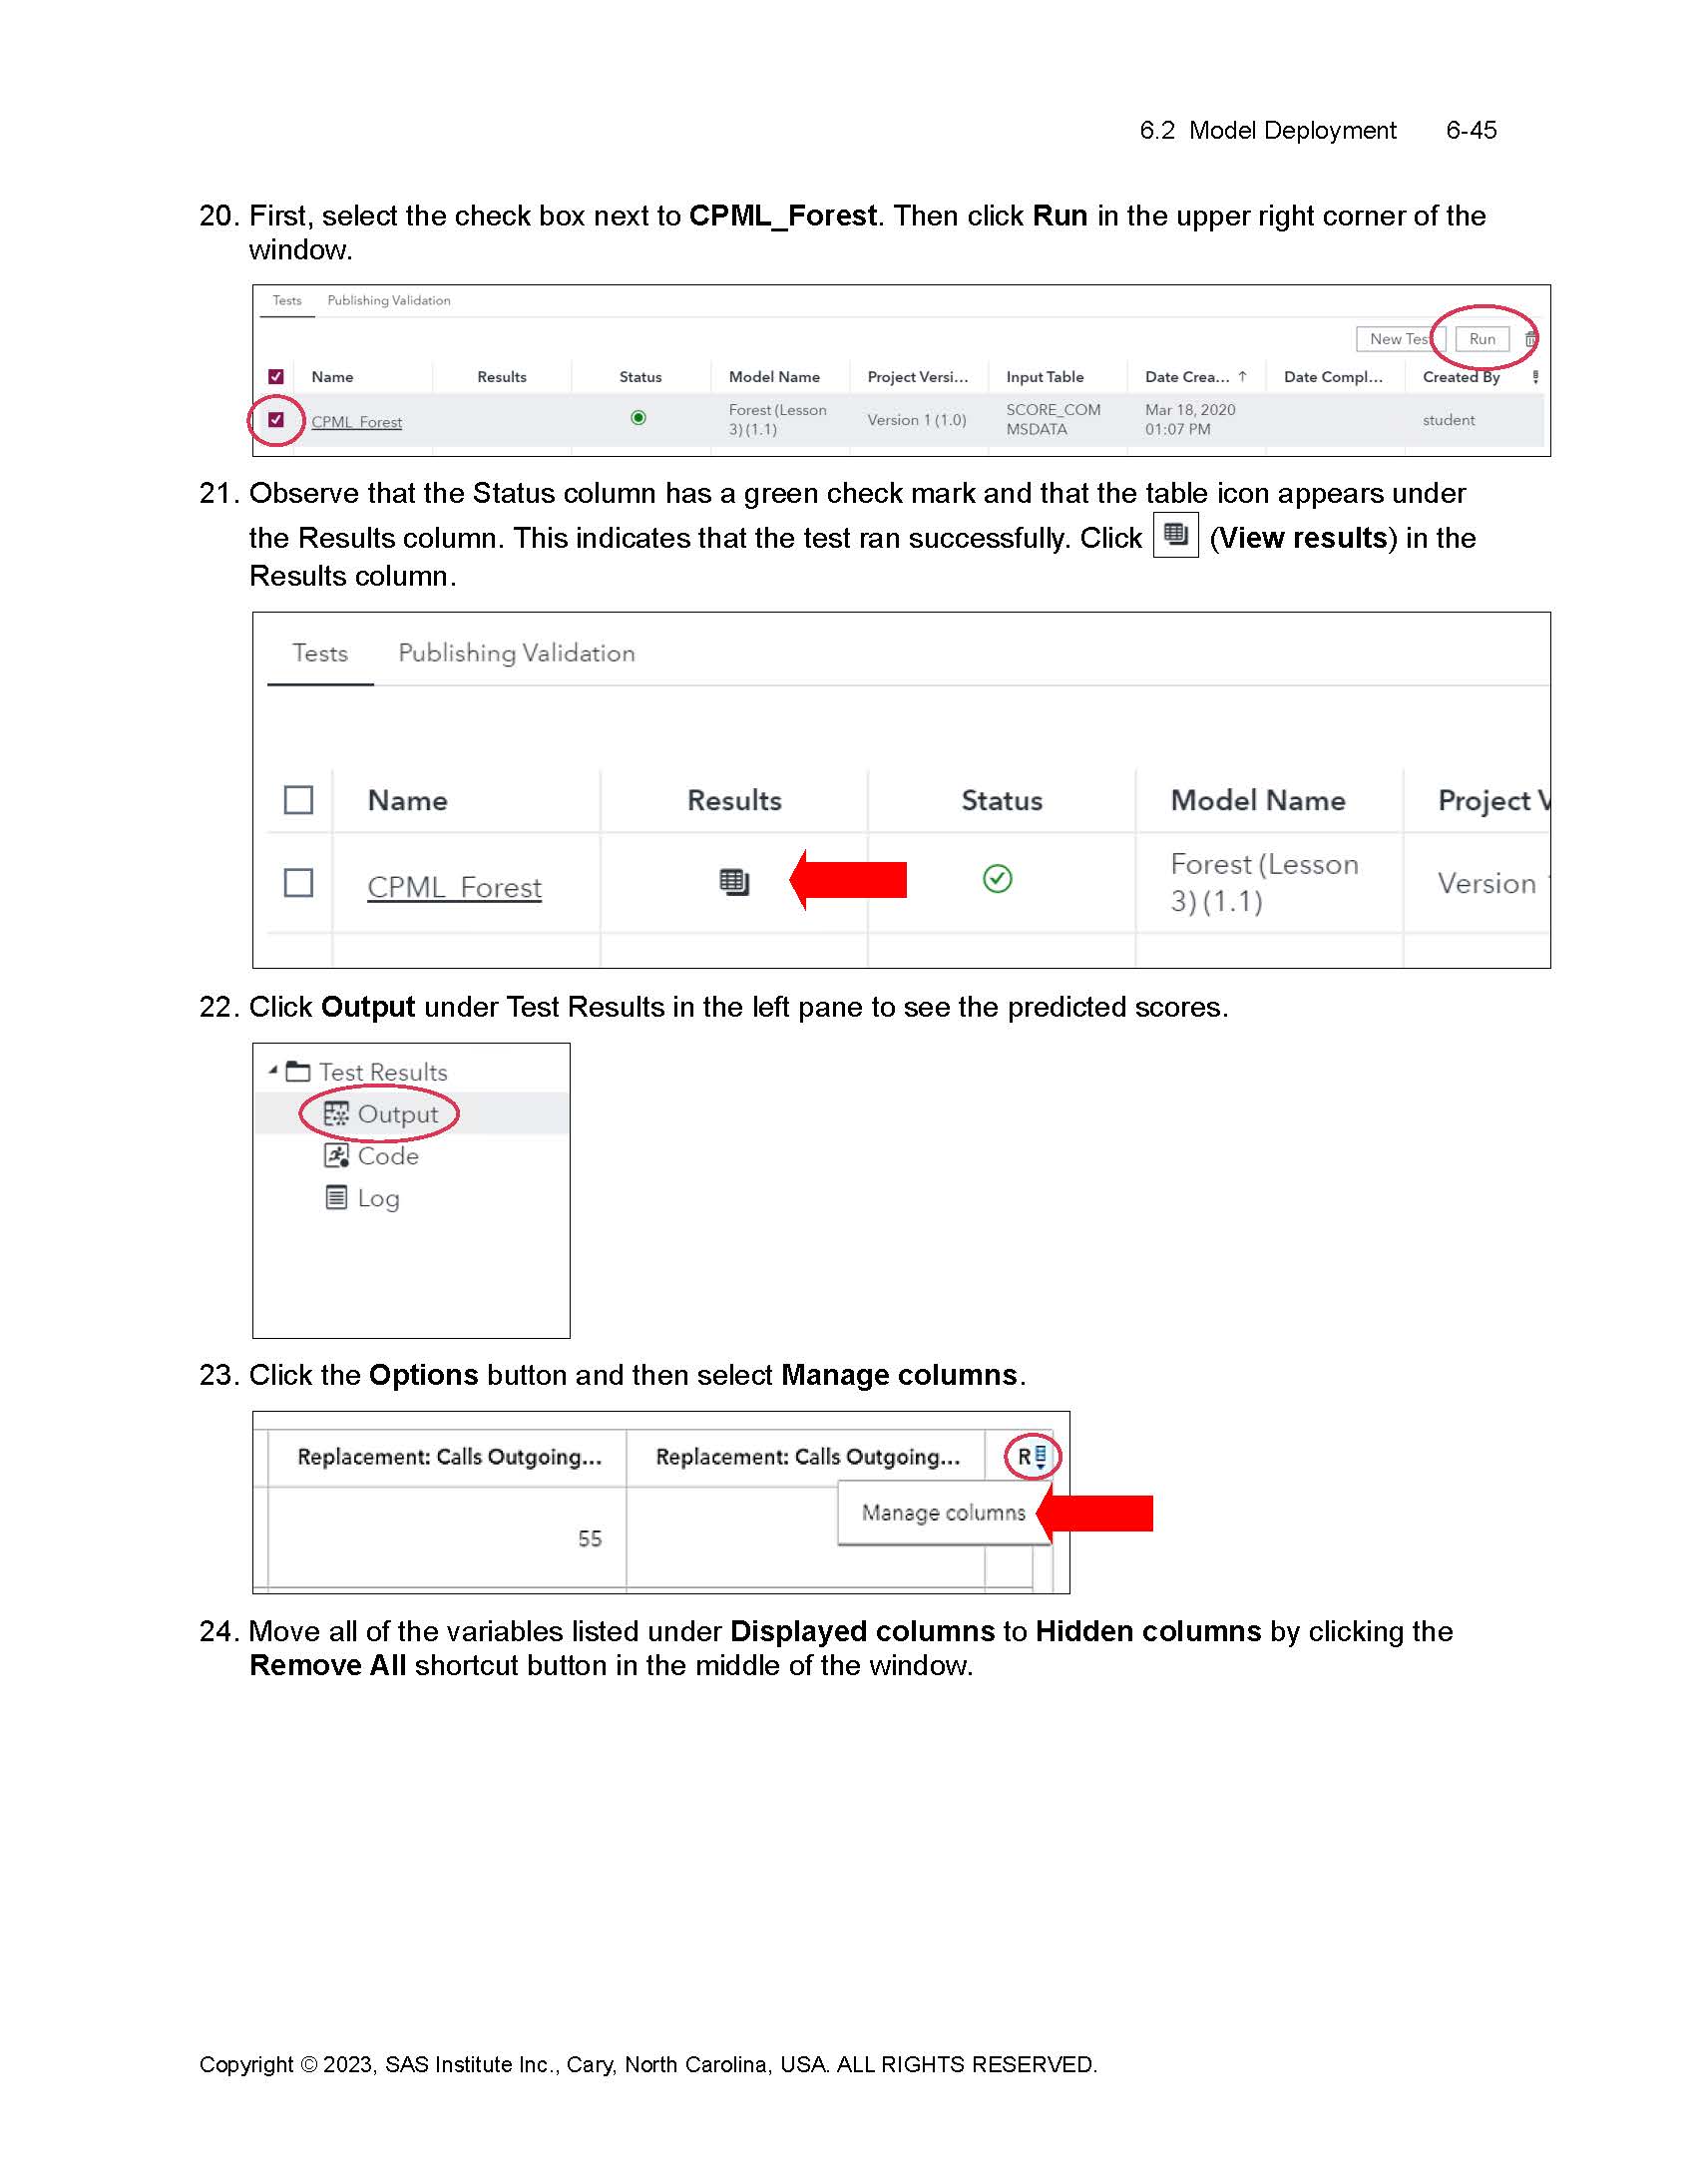 6.2 Model Deployment 6-45
20. First, select the check box next to CPML_Forest. Then click Run in the upper right corner of the
window.
Tests Publishing Validation
New Test Run
Name Results Status Model Name Project Versi... Input Table Date Crea... ↑ Date Compl... Created By
CPML_Forest Forest (Lesson Version 1 (1.0) SCORE_COM Mar 18, 2020 student
3) (1.1) MSDATA 01:07 PM
21. Observe that the Status column has a green check mark and that the table icon appears under
the Results column. This indicates that the test ran successfully. Click (View results) in the
Results column.
Tests Publishing Validation
Name Results Status Model Name Project V
CPML_Forest Forest (Lesson Version
3) (1.1)
22. Click Output under Test Results in the left pane to see the predicted scores.
Test Results
Output
Code
Log
23. Click the Options button and then select Manage columns.
Replacement: Calls Outgoing... Replacement: Calls Outgoing... R
Manage columns
55
24. Move all of the variables listed under Displayed columns to Hidden columns by clicking the
Remove All shortcut button in the middle of the window.
Copyright © 2023, SAS Institute Inc., Cary, North Carolina, USA. ALL RIGHTS RESERVED.